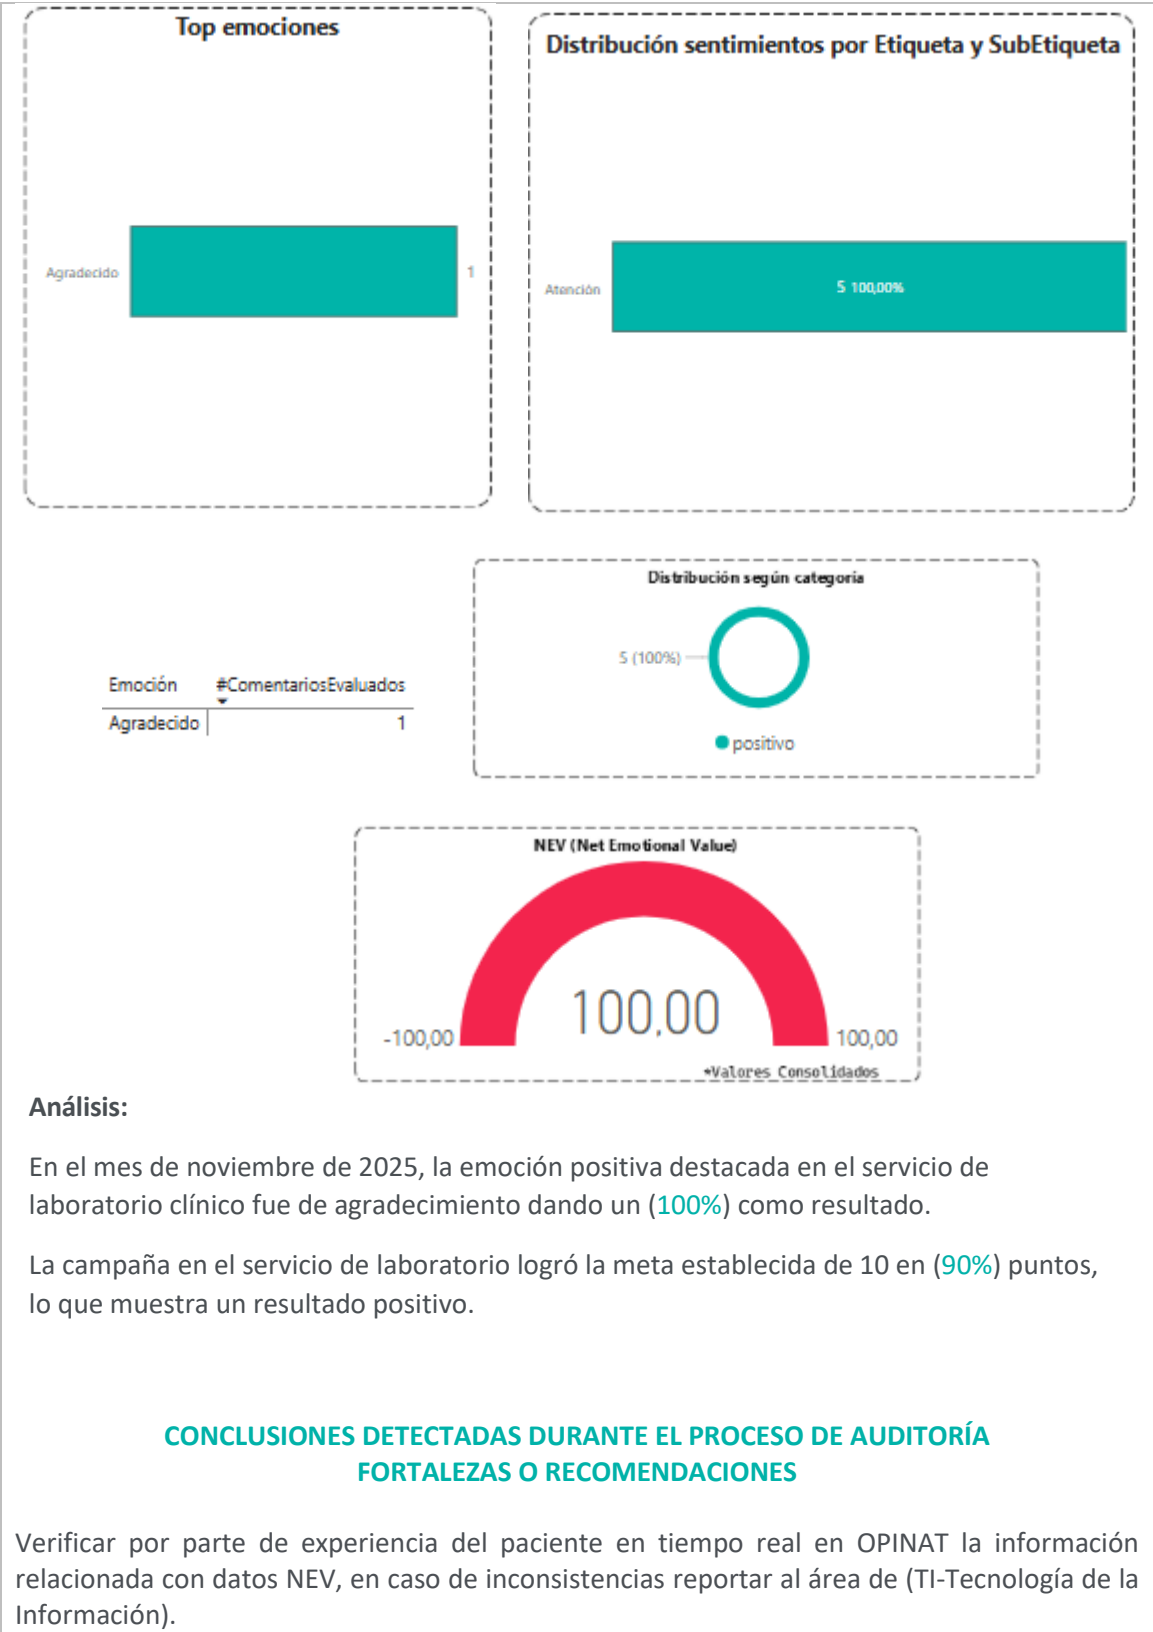 Top emociones
Agradecido
1
Distribución sentimientos por Etiqueta y SubEtiqueta
Atención
5 100,00%
Emoción #ComentariosEvaluados
Agradecido 1
Distribución según categoría
5 (100%)
positivo
NEV (Net Emotional Value)
100,00
-100,00
100,00
*Valores Consolidados
Análisis:
En el mes de noviembre de 2025, la emoción positiva destacada en el servicio de
laboratorio clínico fue de agradecimiento dando un (100%) como resultado.
La campaña en el servicio de laboratorio logró la meta establecida de 10 en (90%) puntos,
lo que muestra un resultado positivo.
CONCLUSIONES DETECTADAS DURANTE EL PROCESO DE AUDITORÍA
FORTALEZAS O RECOMENDACIONES
Verificar por parte de experiencia del paciente en tiempo real en OPINAT la información
relacionada con datos NEV, en caso de inconsistencias reportar al área de (TI-Tecnología de la
Información).